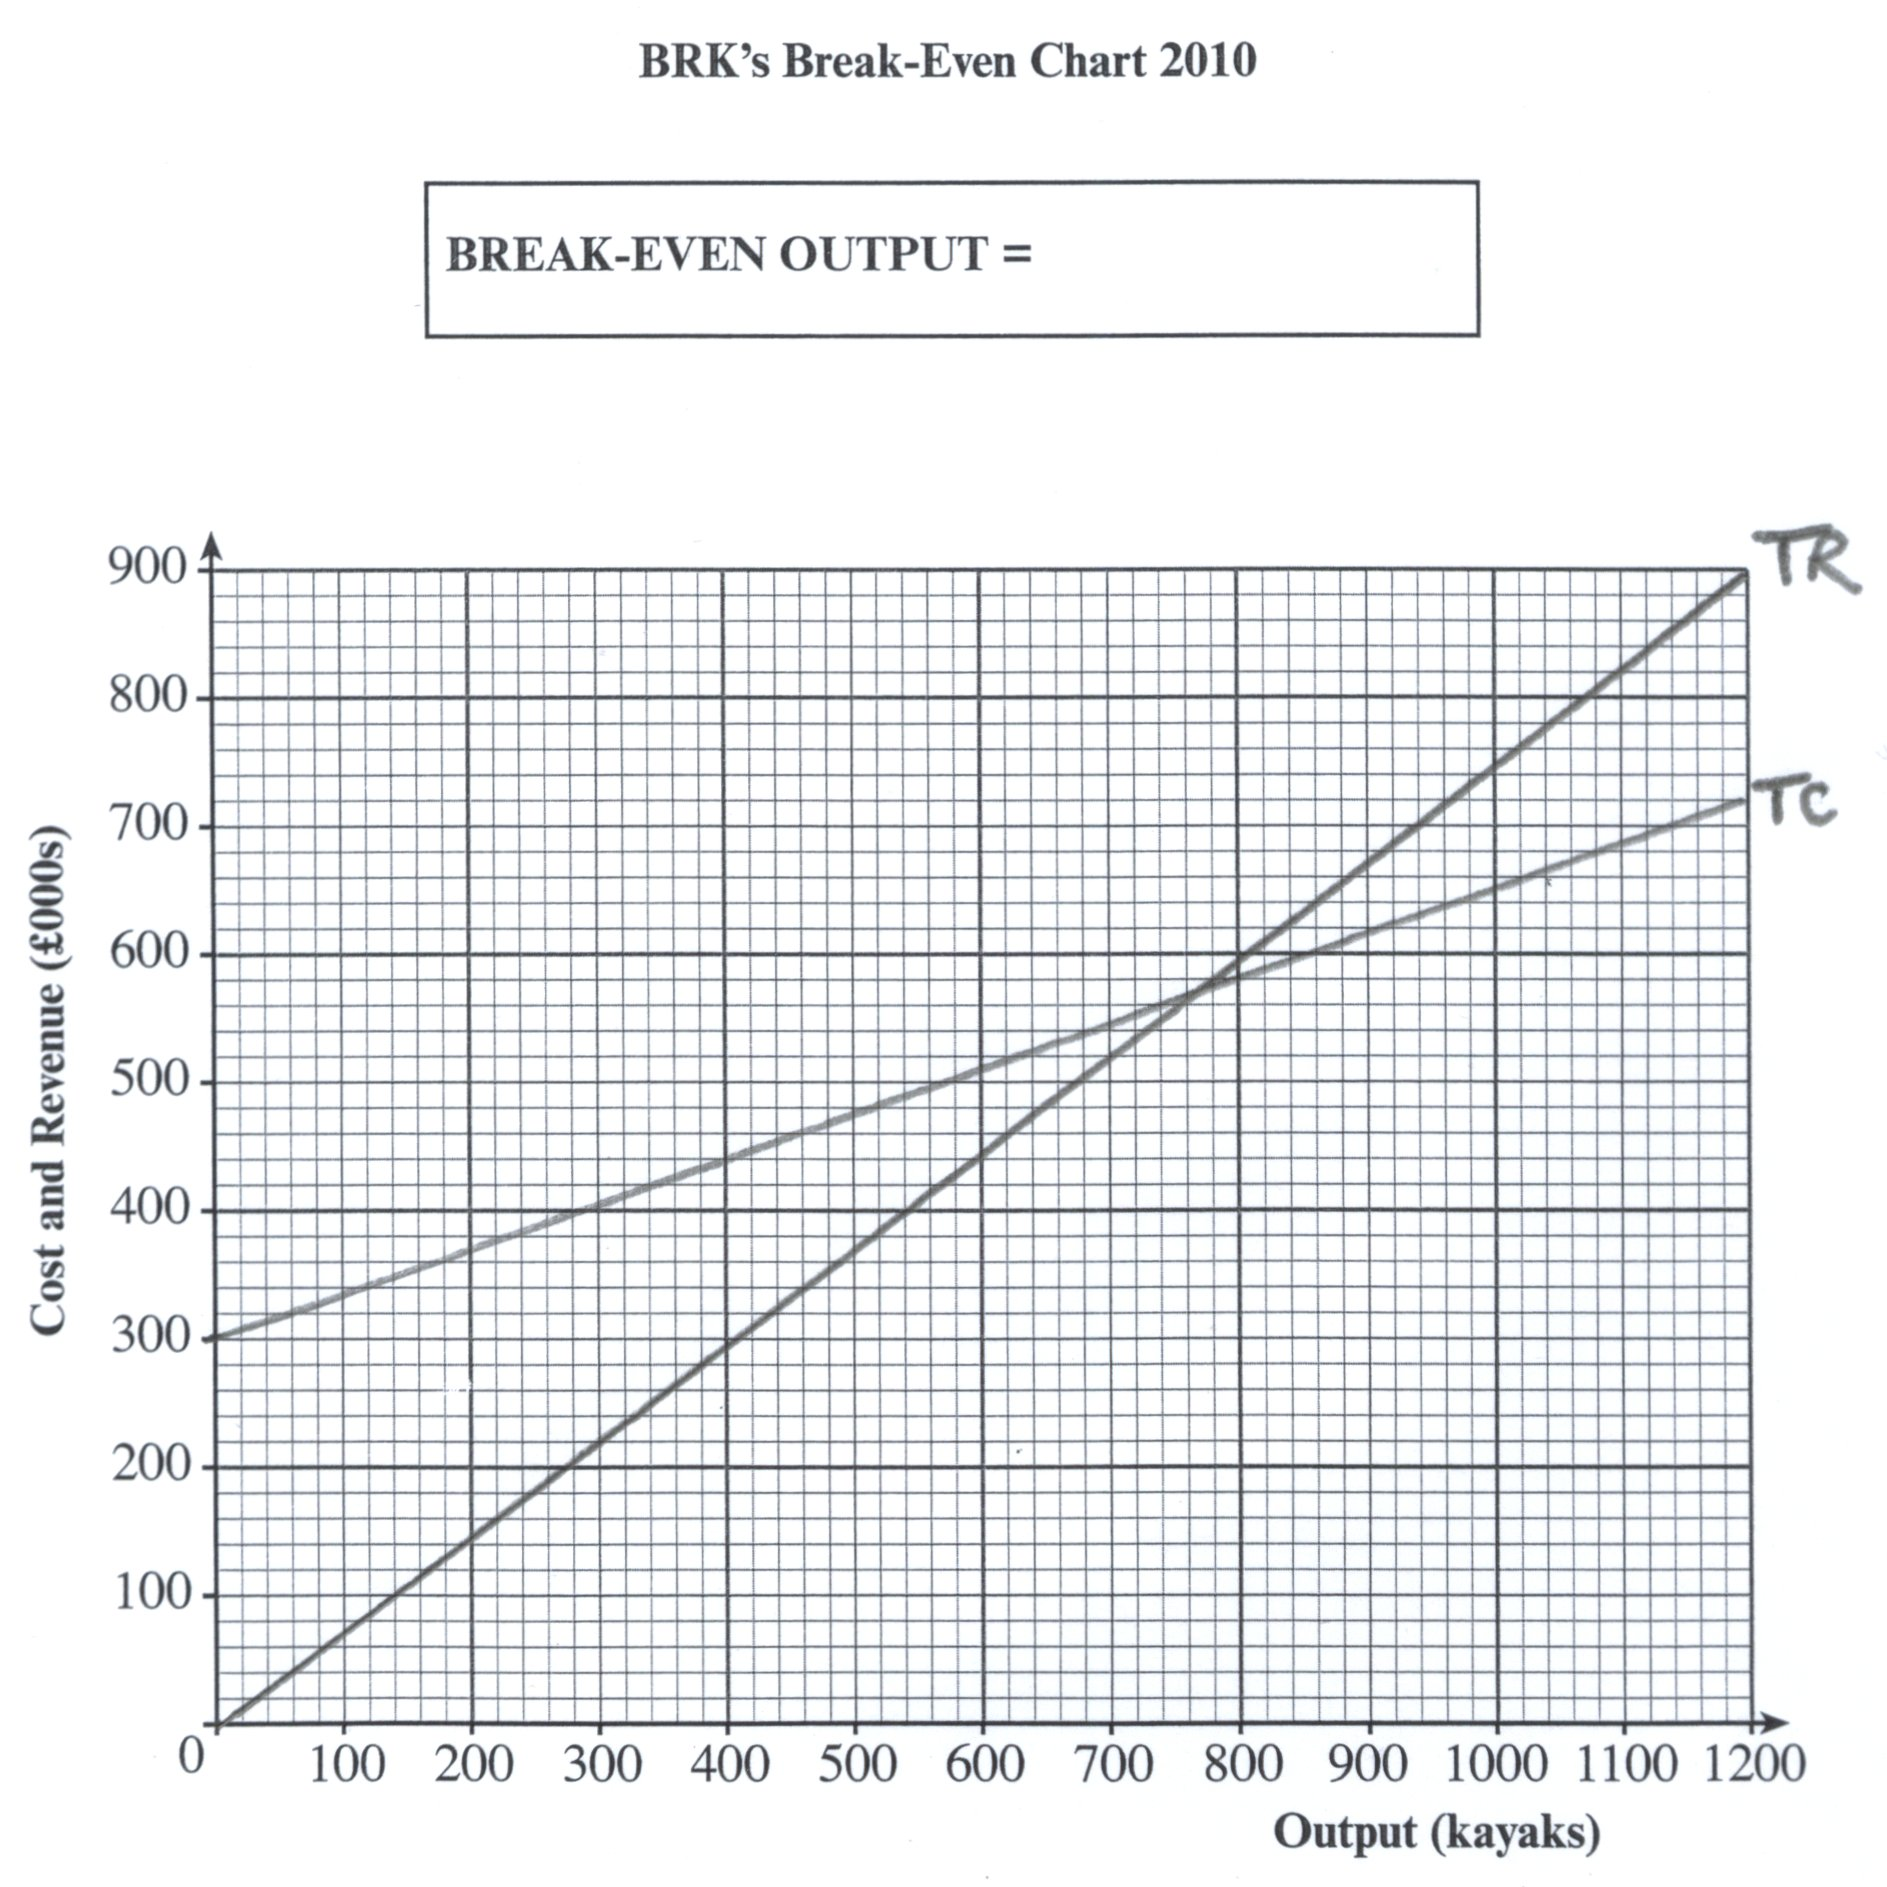 BRK’s Break-Even Chart 2010
BREAK-EVEN OUTPUT =
TR
TC
Cost and Revenue (£000s)
900
800
700
600
500
400
300
200
100
0
100 200 300 400 500 600 700 800 900 1000 1100 1200
Output (kayaks)